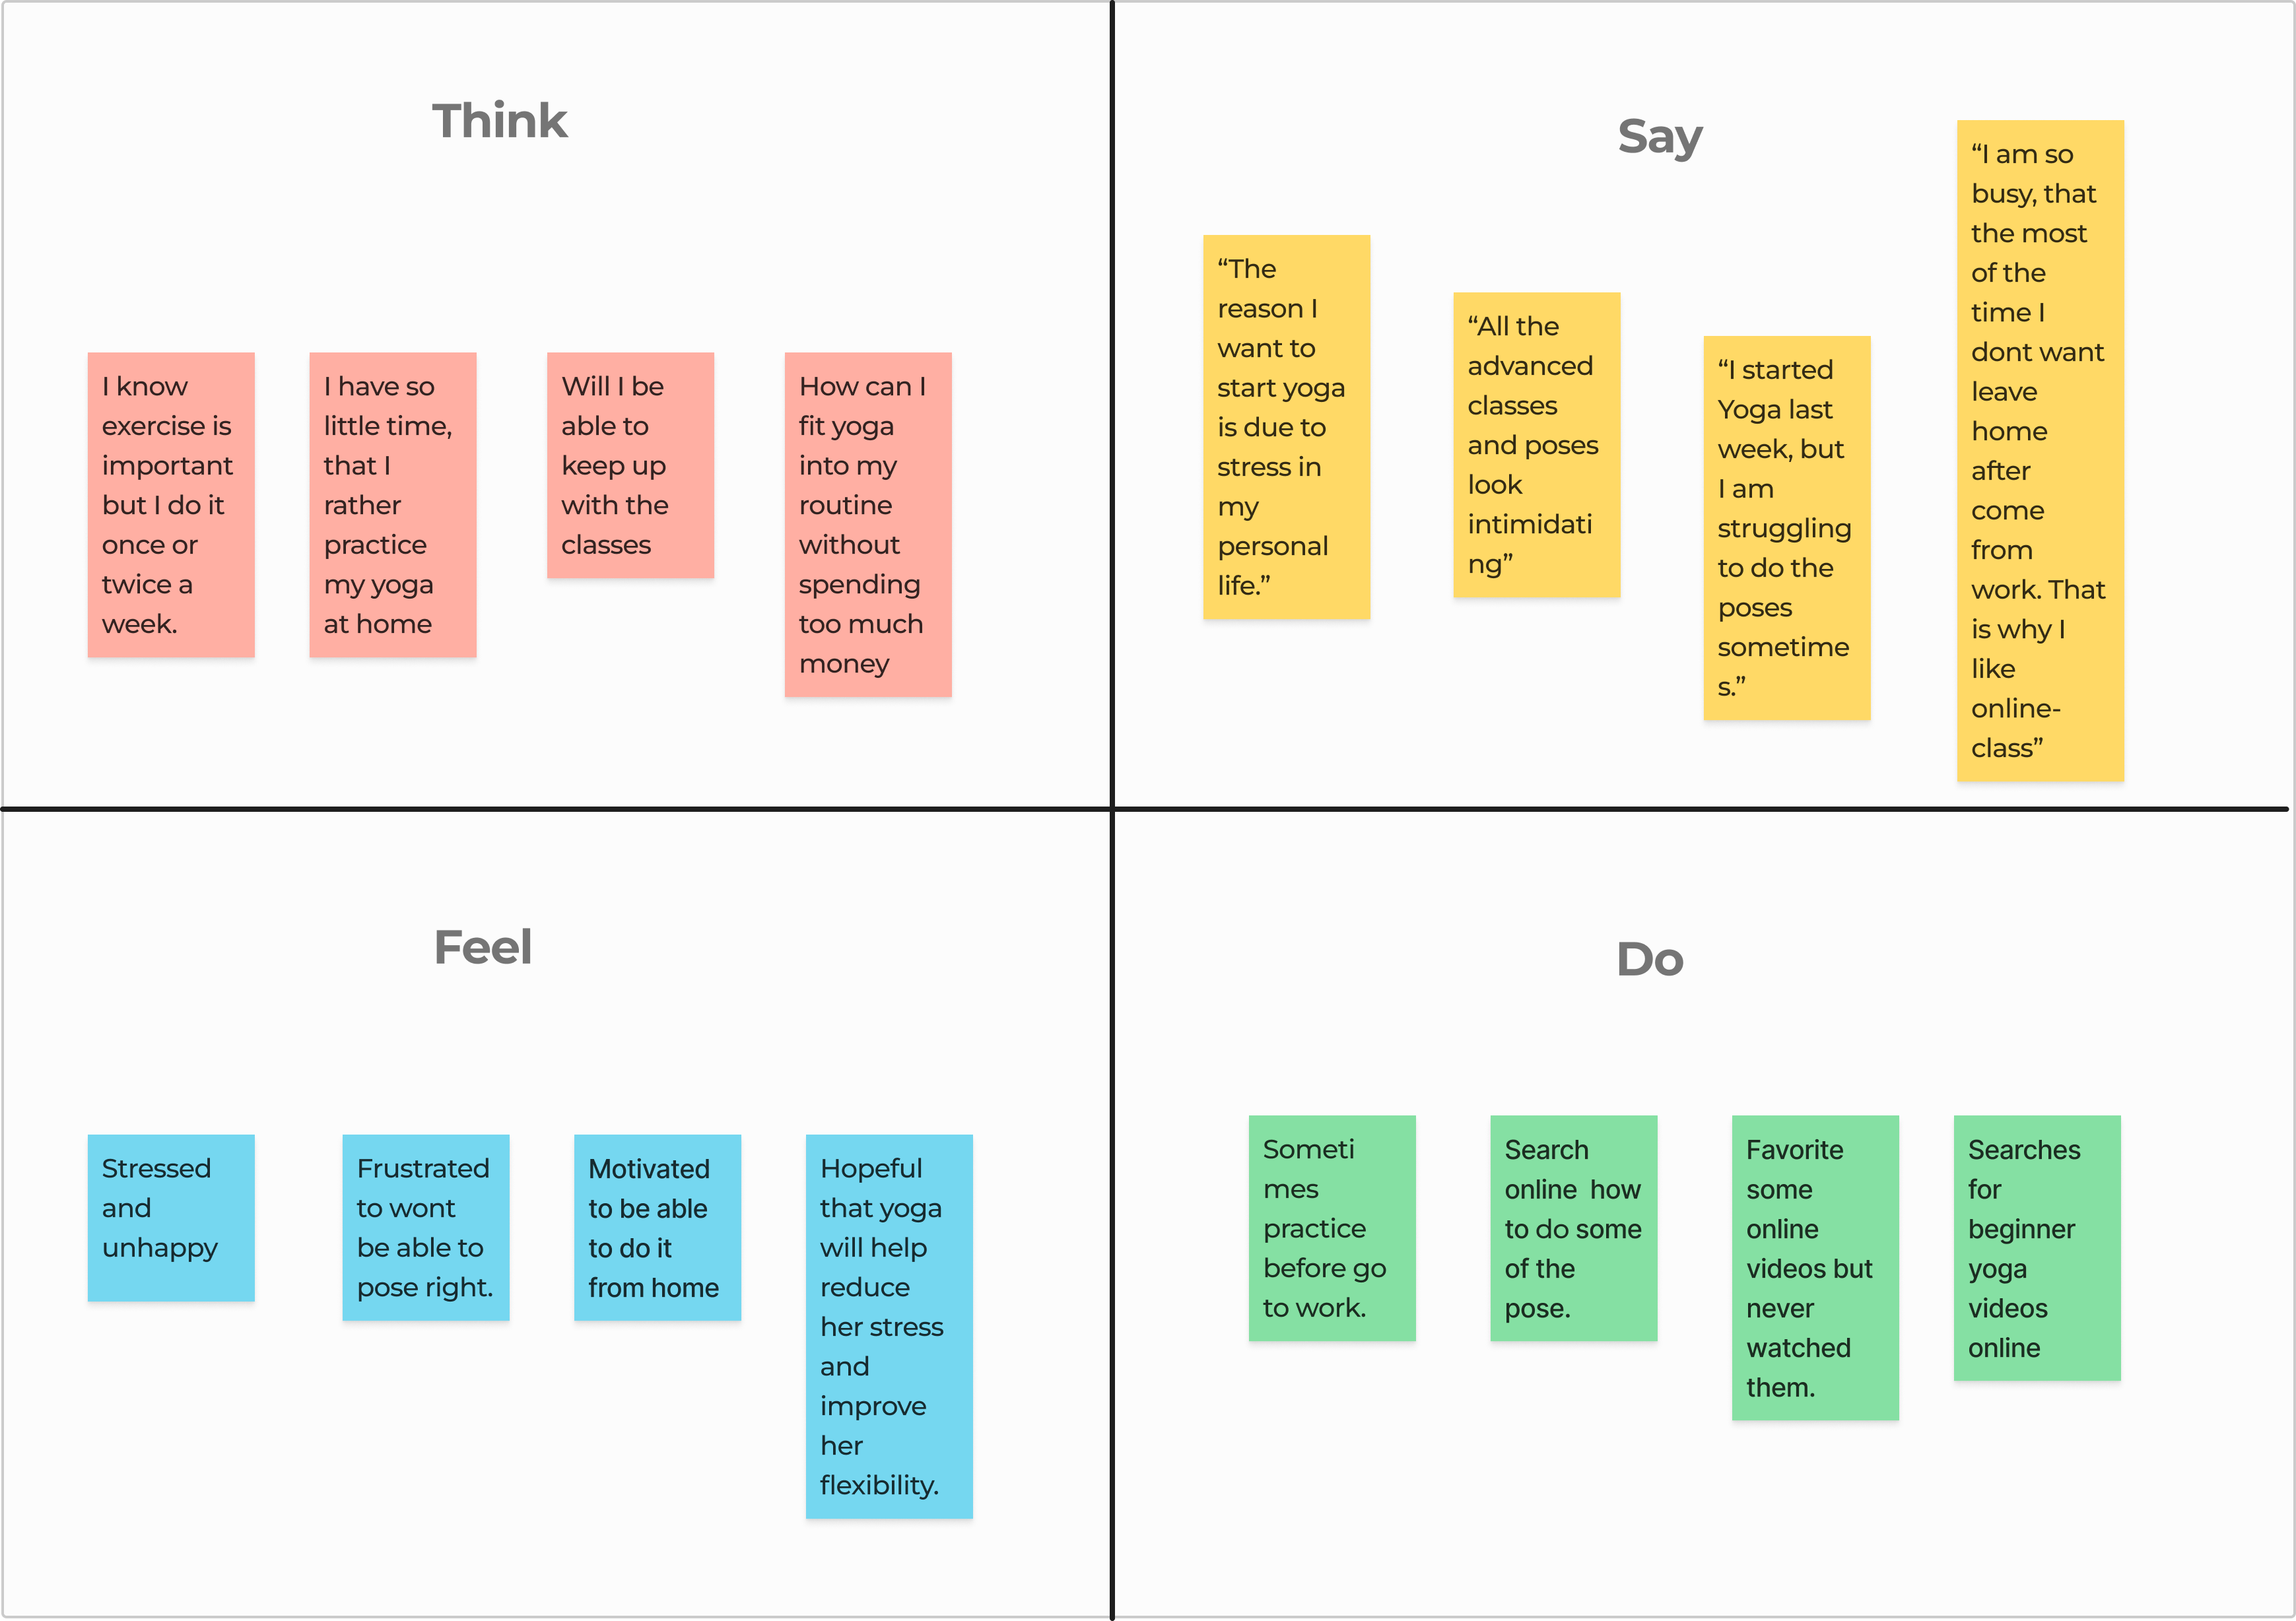 Think
I know
exercise is
important
but I do it
once or
twice a
week.
I have so
little time,
that I
rather
practice
my yoga
at home
Will I be
able to
keep up
with the
classes
How can I
fit yoga
into my
routine
without
spending
too much
money
Say
“The
reason I
want to
start yoga
is due to
stress in
my
personal
life.”
“All the
advanced
classes
and poses
look
intimidati
ng”
“I started
Yoga last
week, but
I am
struggling
to do the
poses
sometime
s.”
“I am so
busy, that
the most
of the
time I
dont want
leave
home
after
come
from
work. That
is why I
like
online-
class”
Feel
Stressed
and
unhappy
Frustrated
to wont
be able to
pose right.
Motivated
to be able
to do it
from home
Hopeful
that yoga
will help
reduce
her stress
and
improve
her
flexibility.
Do
Someti
mes
practice
before go
to work.
Search
online  how
to do some
of the
pose.
Favorite
some
online
videos but
never
watched
them.
Searches
for
beginner
yoga
videos
online